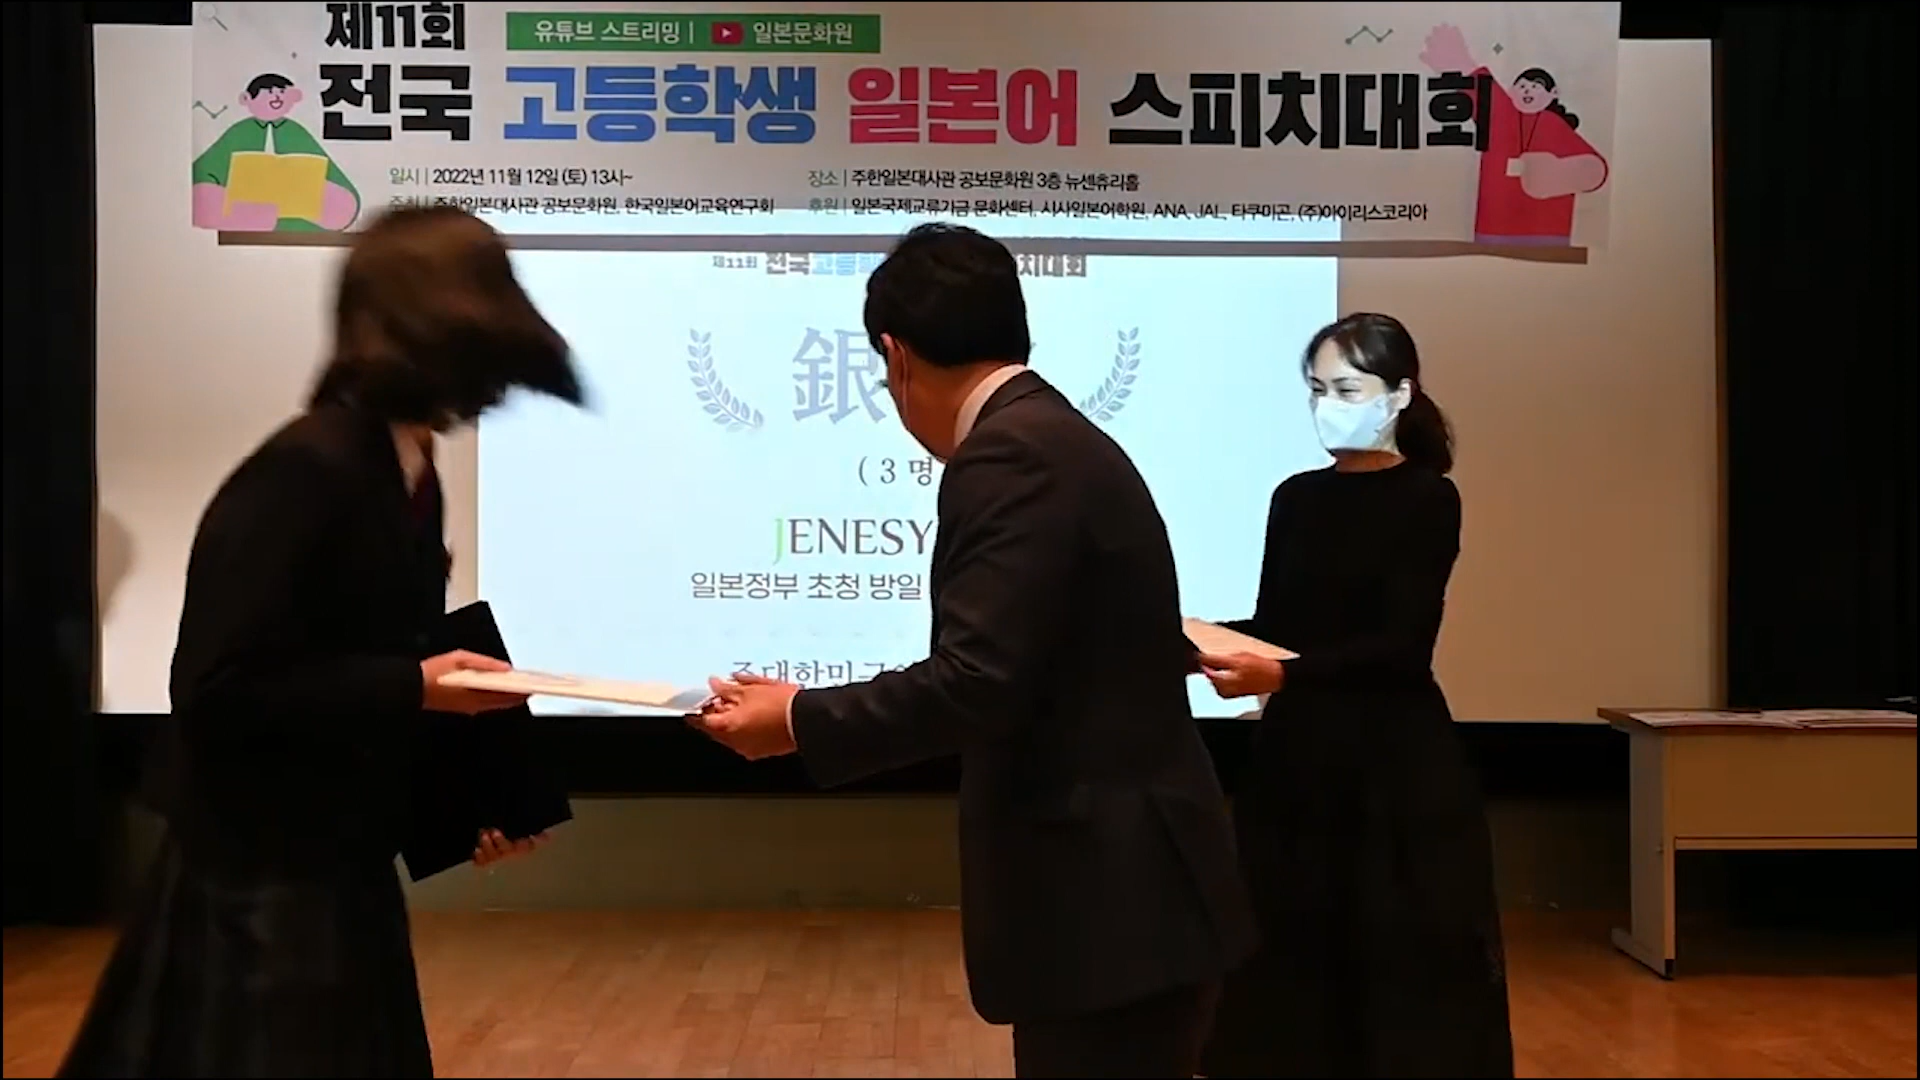 제11회
유튜브 스트리밍 | 일본문화원
전국 고등학생 일본어 스피치대회
일시 | 2022년 11월 12일 (토) 13시~
장소 | 주한일본대사관 공보문화원 3층 뉴센츄리홀
주최 | 주한일본대사관 공보문화원, 한국일본어교육연구회
후원 | 일본국제교류기금 문화센터, 시사일본어학원, ANA, JAL, 타쿠미곤, (주)아이리스코리아
제11회 전국고등 치대회
銀
( 3 명
JENESY
일본정부 초청 방일
주대한민국